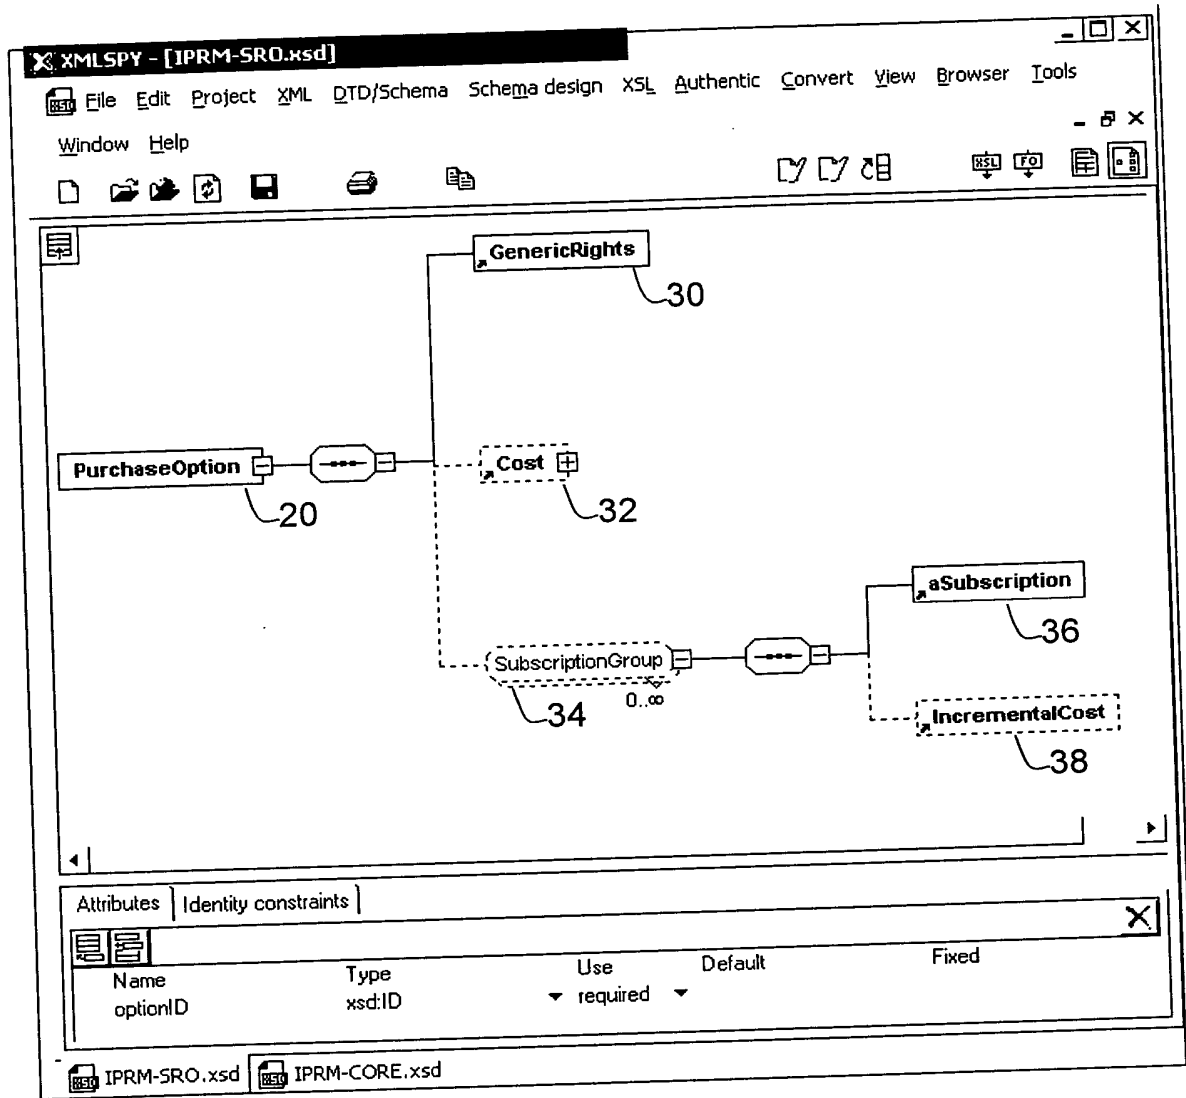 XMLSPY - [IPRM-SRO.xsd]
File Edit Project XML DTD/Schema Schema design XSL Authentic Convert View Browser Tools
Window Help
XSL FO
GenericRights
30
PurchaseOption
20
Cost
32
aSubscription
36
SubscriptionGroup
0..∞
34
IncrementalCost
38
Attributes Identity constraints
Name Type Use Default Fixed
optionID xsd:ID required
IPRM-SRO.xsd IPRM-CORE.xsd